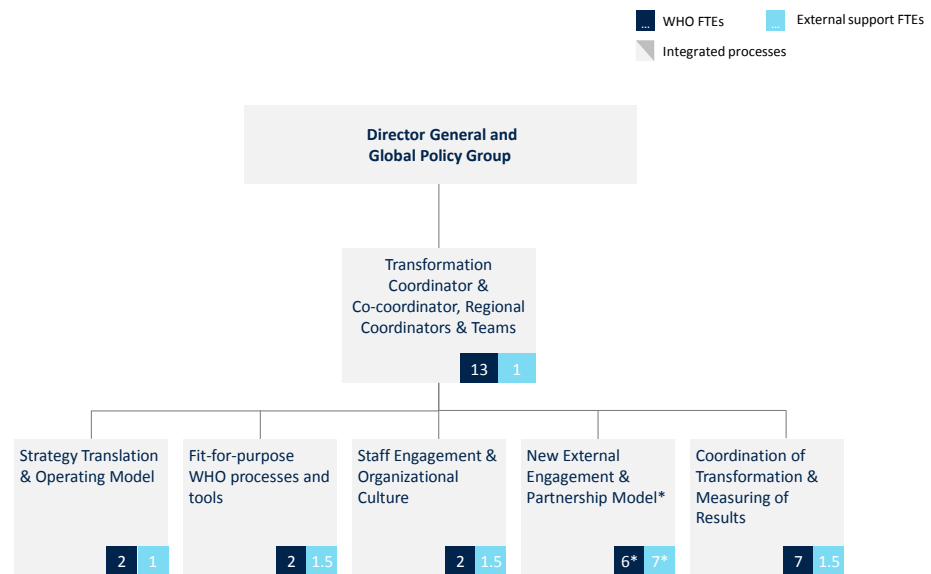 ... WHO FTEs
... External support FTEs
Integrated processes
Director General and
Global Policy Group
Transformation
Coordinator &
Co-coordinator, Regional
Coordinators & Teams
13 1
Strategy Translation
& Operating Model
2 1
Fit-for-purpose
WHO processes and
tools
2 1.5
Staff Engagement &
Organizational
Culture
2 1.5
New External
Engagement &
Partnership Model*
6* 7*
Coordination of
Transformation &
Measuring of
Results
7 1.5